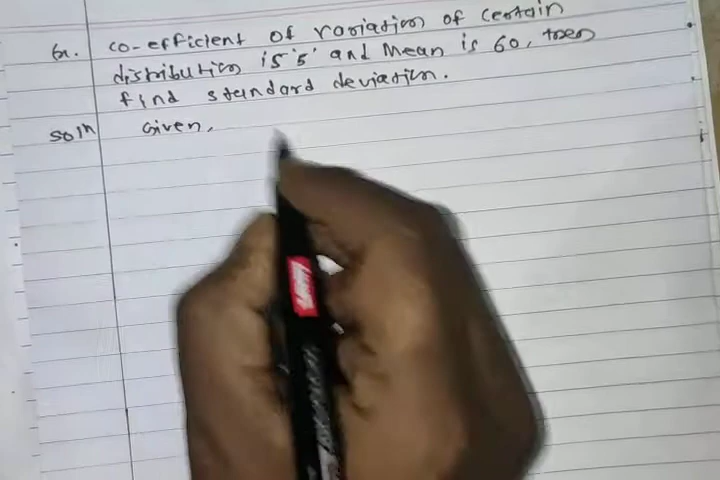 Ex. co-efficient of variation of certain
distribution is '5' and Mean is 60, then
find standard deviation.
soln Given,